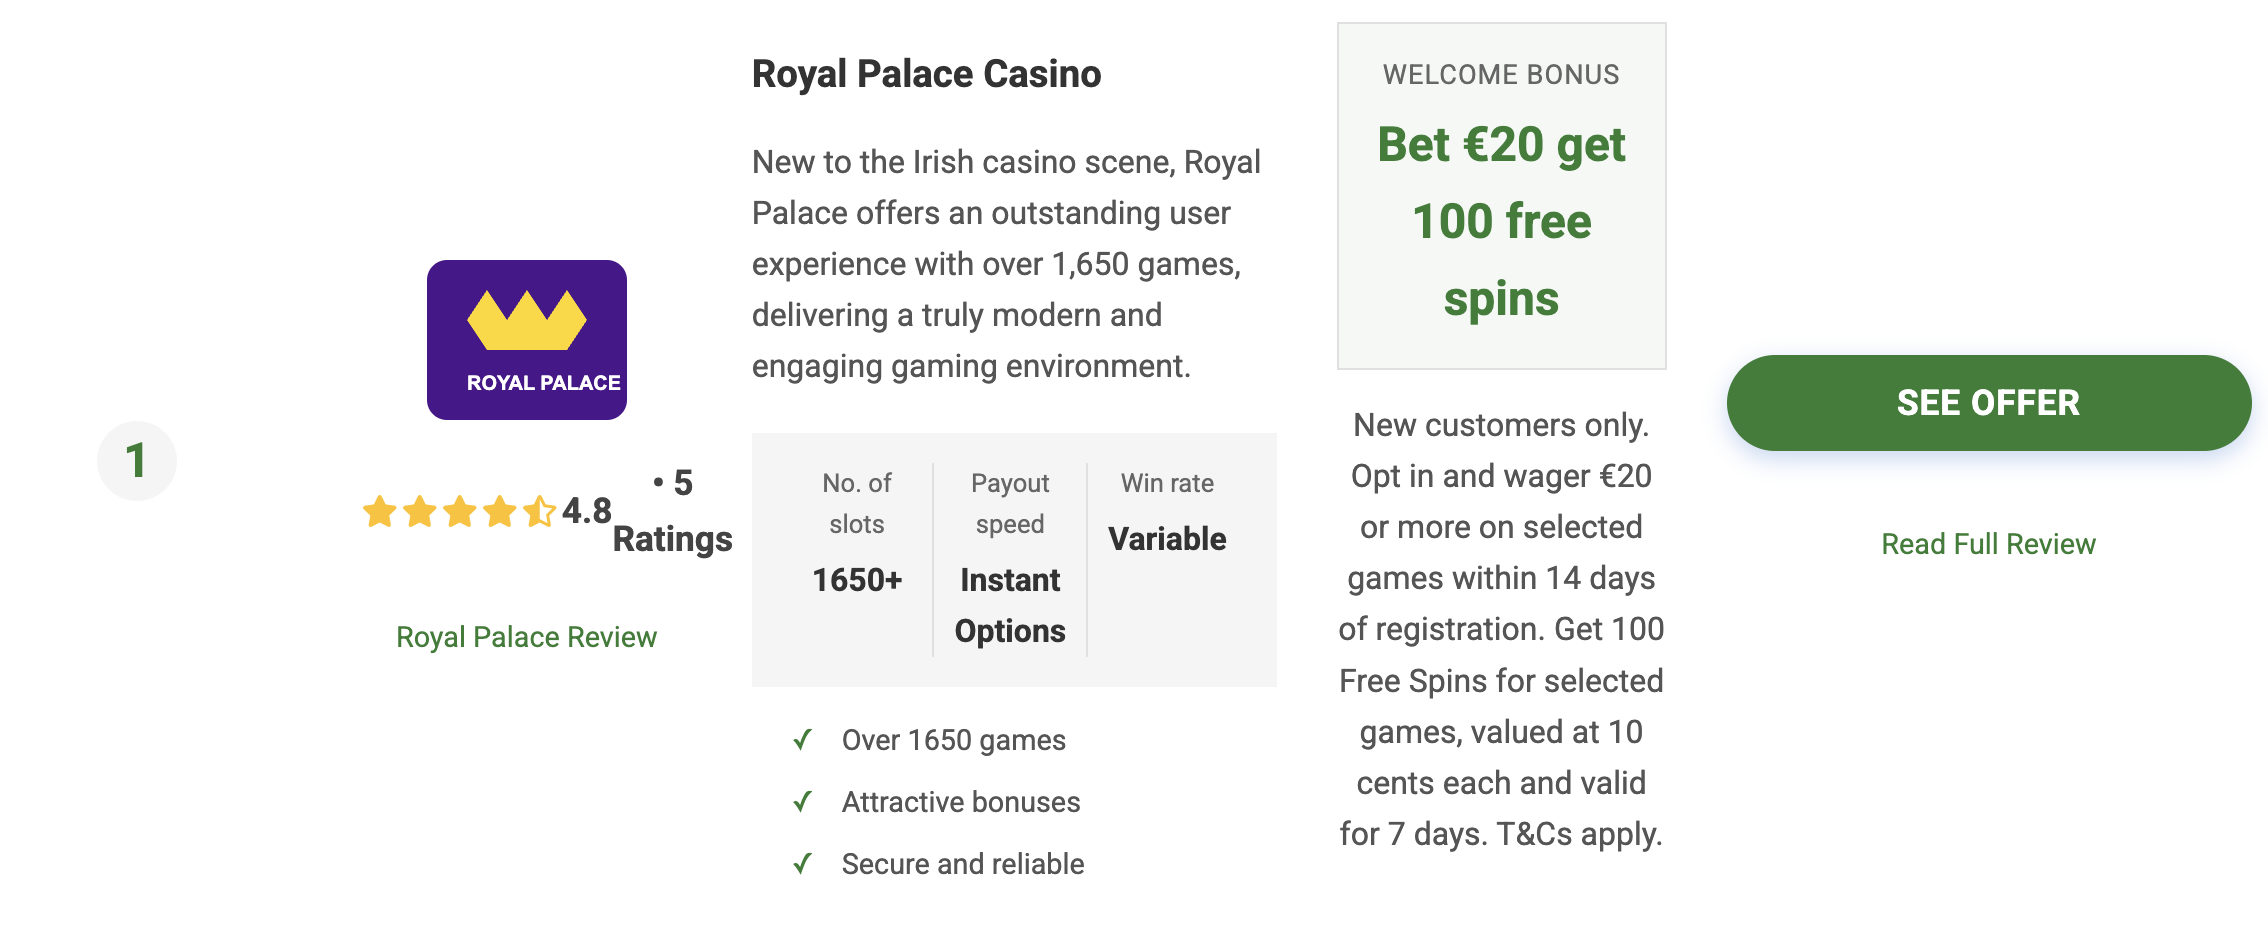 1
ROYAL PALACE
4.8
• 5
Ratings
Royal Palace Review
Royal Palace Casino
New to the Irish casino scene, Royal
Palace offers an outstanding user
experience with over 1,650 games,
delivering a truly modern and
engaging gaming environment.
No. of
slots
1650+
Payout
speed
Instant
Options
Win rate
Variable
✓ Over 1650 games
✓ Attractive bonuses
✓ Secure and reliable
WELCOME BONUS
Bet €20 get
100 free
spins
New customers only.
Opt in and wager €20
or more on selected
games within 14 days
of registration. Get 100
Free Spins for selected
games, valued at 10
cents each and valid
for 7 days. T&Cs apply.
SEE OFFER
Read Full Review